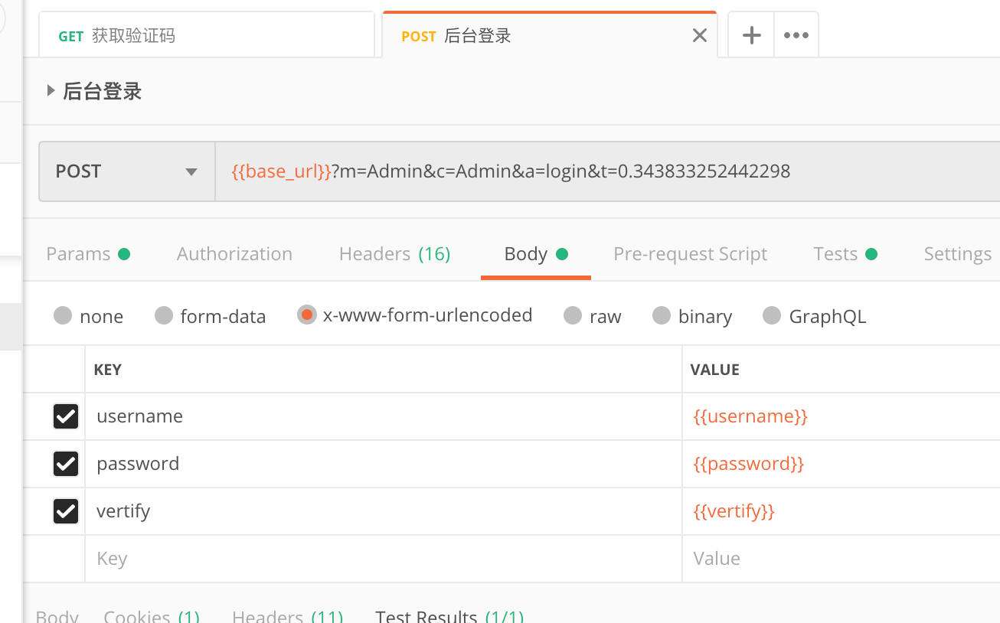 GET 获取验证码
POST 后台登录
后台登录
POST {{base_url}}?m=Admin&c=Admin&a=login&t=0.343833252442298
Params Authorization Headers (16) Body Pre-request Script Tests Settings
none form-data x-www-form-urlencoded raw binary GraphQL
KEY VALUE
username {{username}}
password {{password}}
vertify {{vertify}}
Key Value
Body Cookies (1) Headers (11) Test Results (1/1)